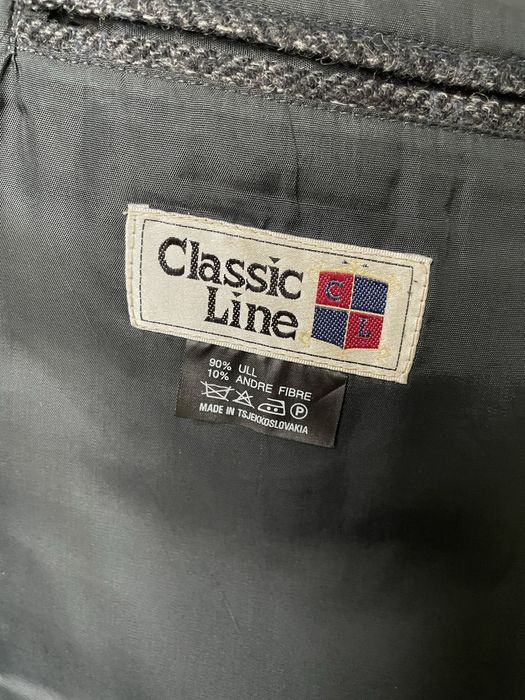 Classic
Line
C
L
90% ULL
10% ANDRE FIBRE
P
MADE IN TSJEKKOSLOVAKIA